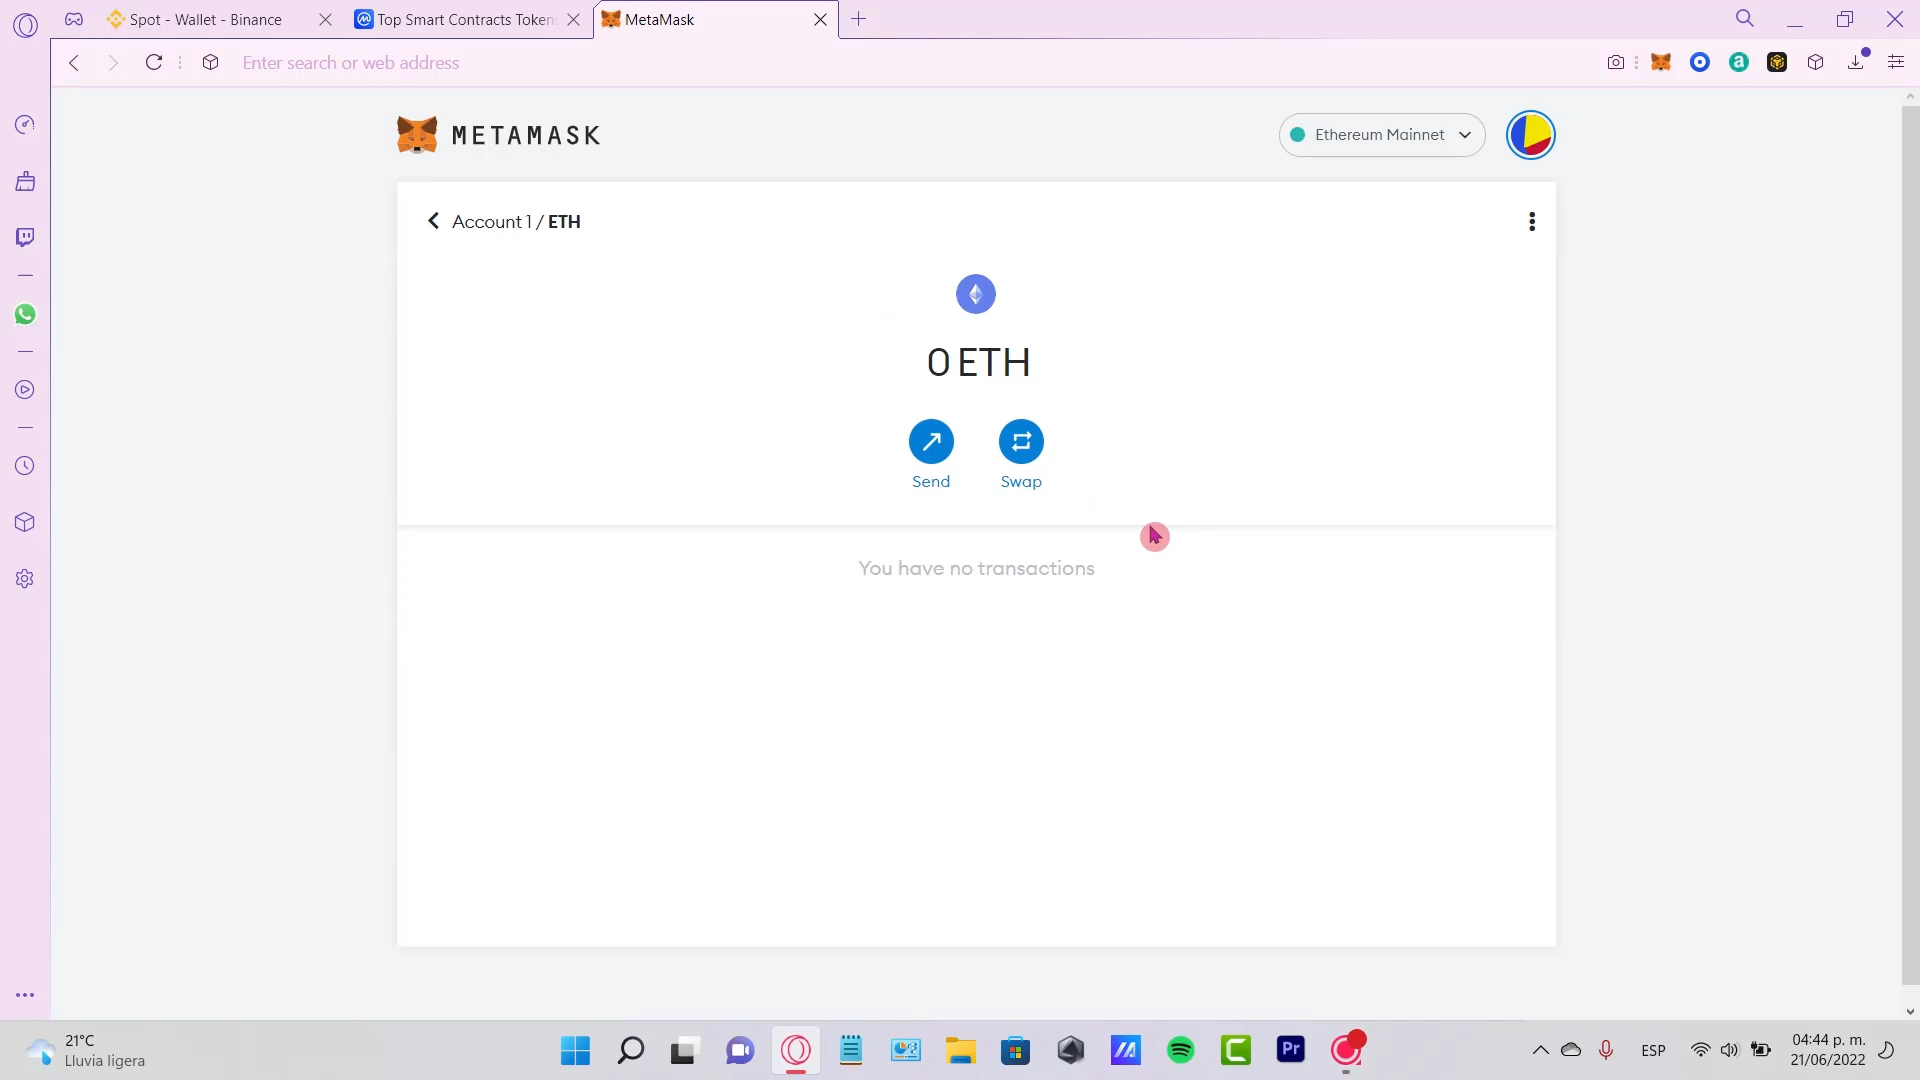 Spot - Wallet - Binance
Top Smart Contracts Token
MetaMask
Enter search or web address
METAMASK
Ethereum Mainnet
Account 1 / ETH
0 ETH
Send
Swap
You have no transactions
21°C
Lluvia ligera
Pr
ESP
04:44 p. m.
21/06/2022